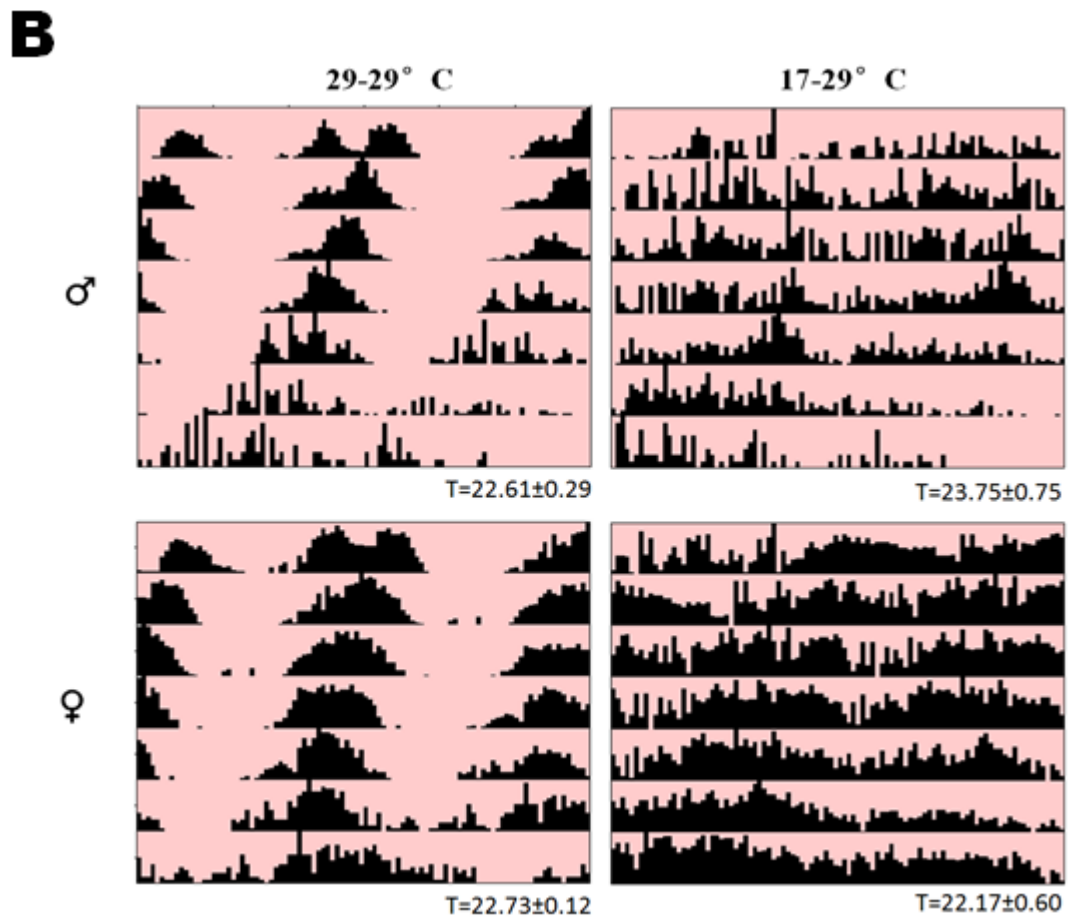 B
29-29° C
17-29° C
♂
T=22.61±0.29
T=23.75±0.75
♀
T=22.73±0.12
T=22.17±0.60